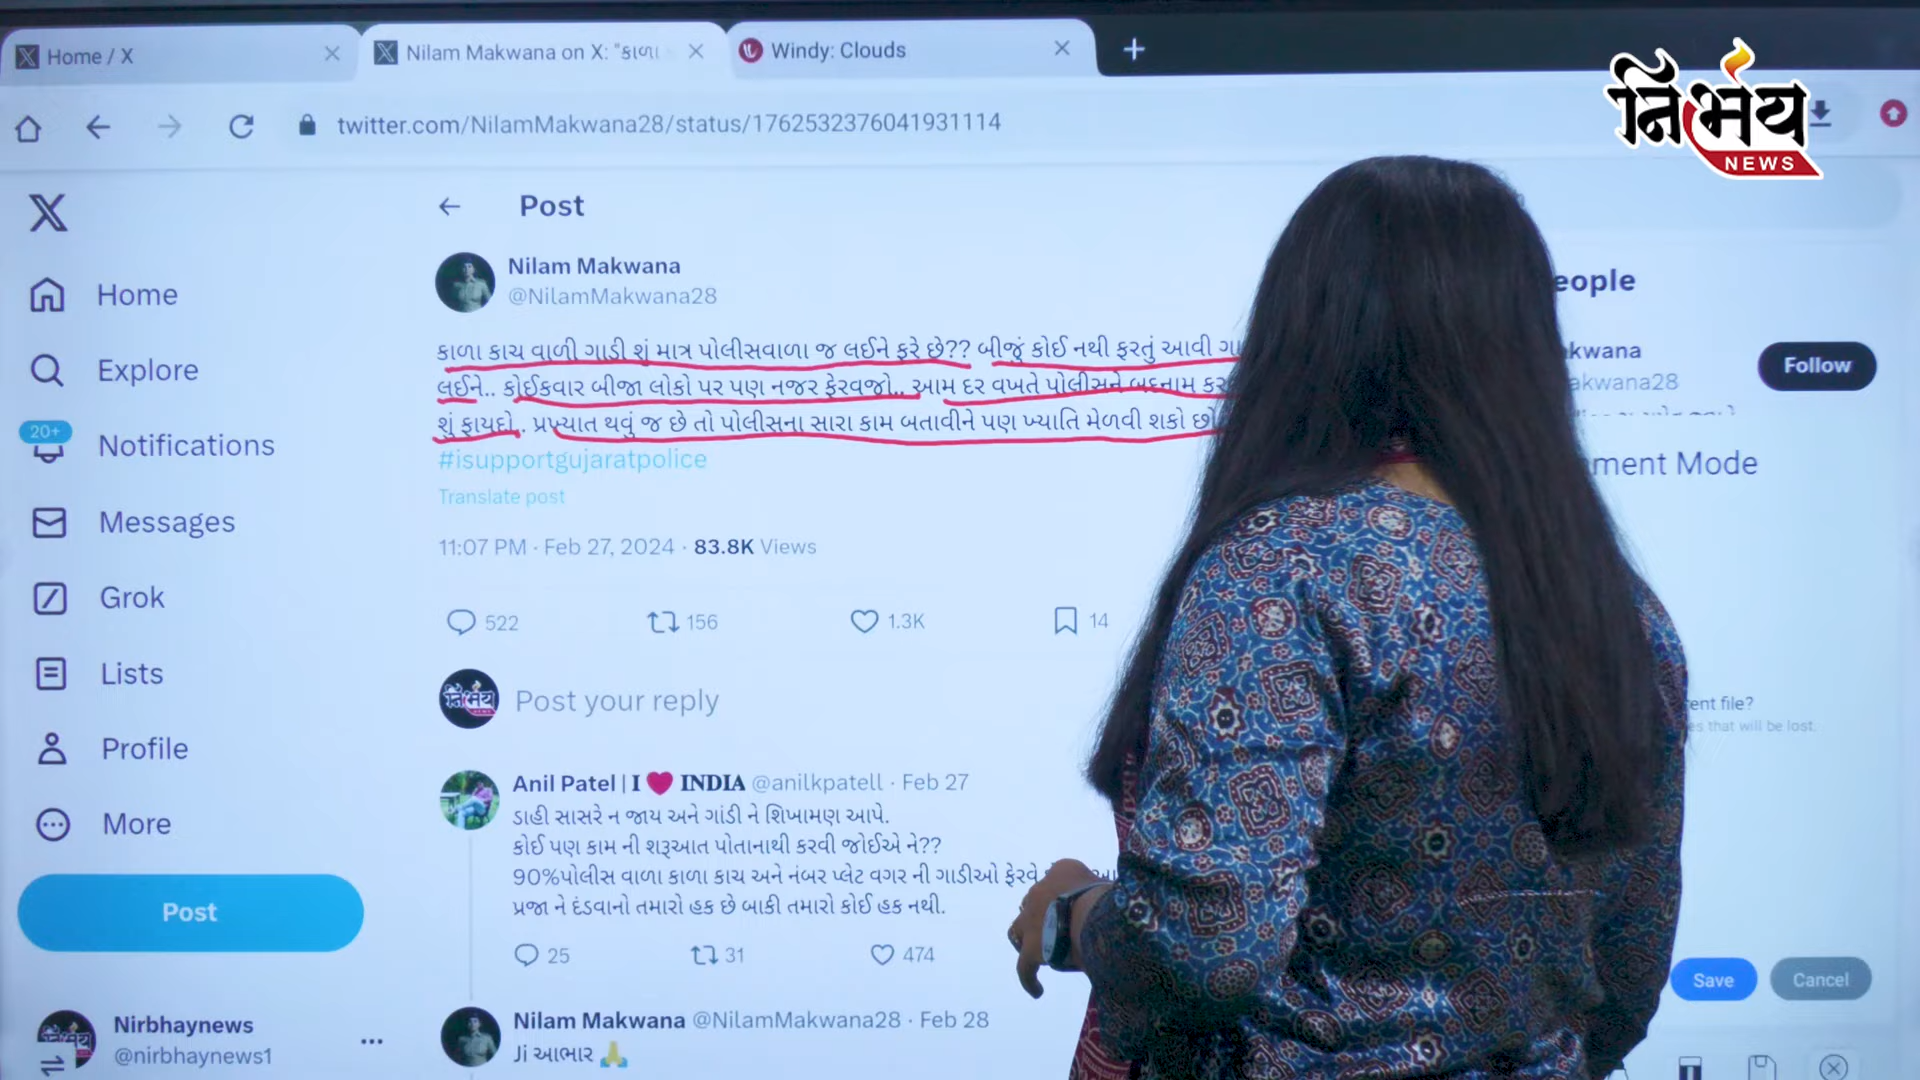 Home / X
Nilam Makwana on X: "કાળા
Windy: Clouds
twitter.com/NilamMakwana28/status/1762532376041931114
નિર્ભય
NEWS
Post
Nilam Makwana
@NilamMakwana28
કાળા કાચ વાળી ગાડી શું માત્ર પોલીસવાળા જ લઈને ફરે છે?? બીજું કોઈ નથી ફરતું આવી
લઈને.. કોઈકવાર બીજા લોકો પર પણ નજર ફેરવજો.. આમ દર વખતે પોલીસને બદનામ
શું ફાયદો.. પ્રખ્યાત થવું જ છે તો પોલીસના સારા કામ બતાવીને પણ ખ્યાતિ મેળવી શકો છો
#isupportgujaratpolice
Translate post
11:07 PM · Feb 27, 2024 · 83.8K Views
522 156 1.3K 14
Post your reply
Anil Patel | I ❤ INDIA @anilkpatell · Feb 27
ડાહી સાસરે ન જાય અને ગાંડી ને શિખામણ આપે.
કોઈ પણ કામ ની શરૂઆત પોતાનાથી કરવી જોઈએ ને??
90%પોલીસ વાળા કાળા કાચ અને નંબર પ્લેટ વગર ની ગાડીઓ ફેરવે
પ્રજા ને દંડવાનો તમારો હક છે બાકી તમારો કોઈ હક નથી.
25 31 474
Nilam Makwana @NilamMakwana28 · Feb 28
Ji આભાર 🙏
Home
Explore
20+
Notifications
Messages
Grok
Lists
Profile
More
Post
Nirbhaynews
@nirbhaynews1
eople
kwana
akwana28
Follow
ment Mode
ent file?
es that will be lost.
Save
Cancel